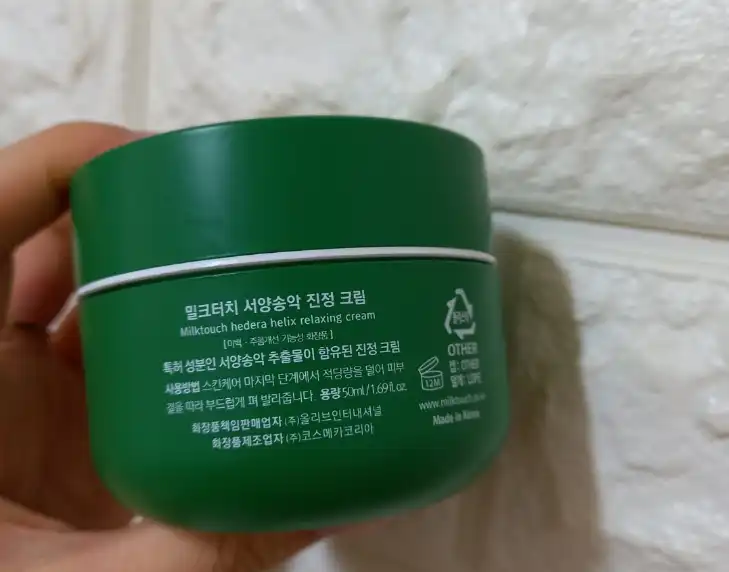 밀크터치 서양송악 진정 크림
Milktouch hedera helix relaxing cream
[미백 · 주름개선 기능성 화장품]
특허 성분인 서양송악 추출물이 함유된 진정 크림
사용방법 스킨케어 마지막 단계에서 적당량을 덜어 피부
결을 따라 부드럽게 펴 발라줍니다. 용량 50ml / 1.69fl.oz.
화장품책임판매업자 (주)올리브인터내셔널
화장품제조업자 (주)코스메카코리아
OTHER
캡: OTHER
12M
www.milktouch
Made in Korea